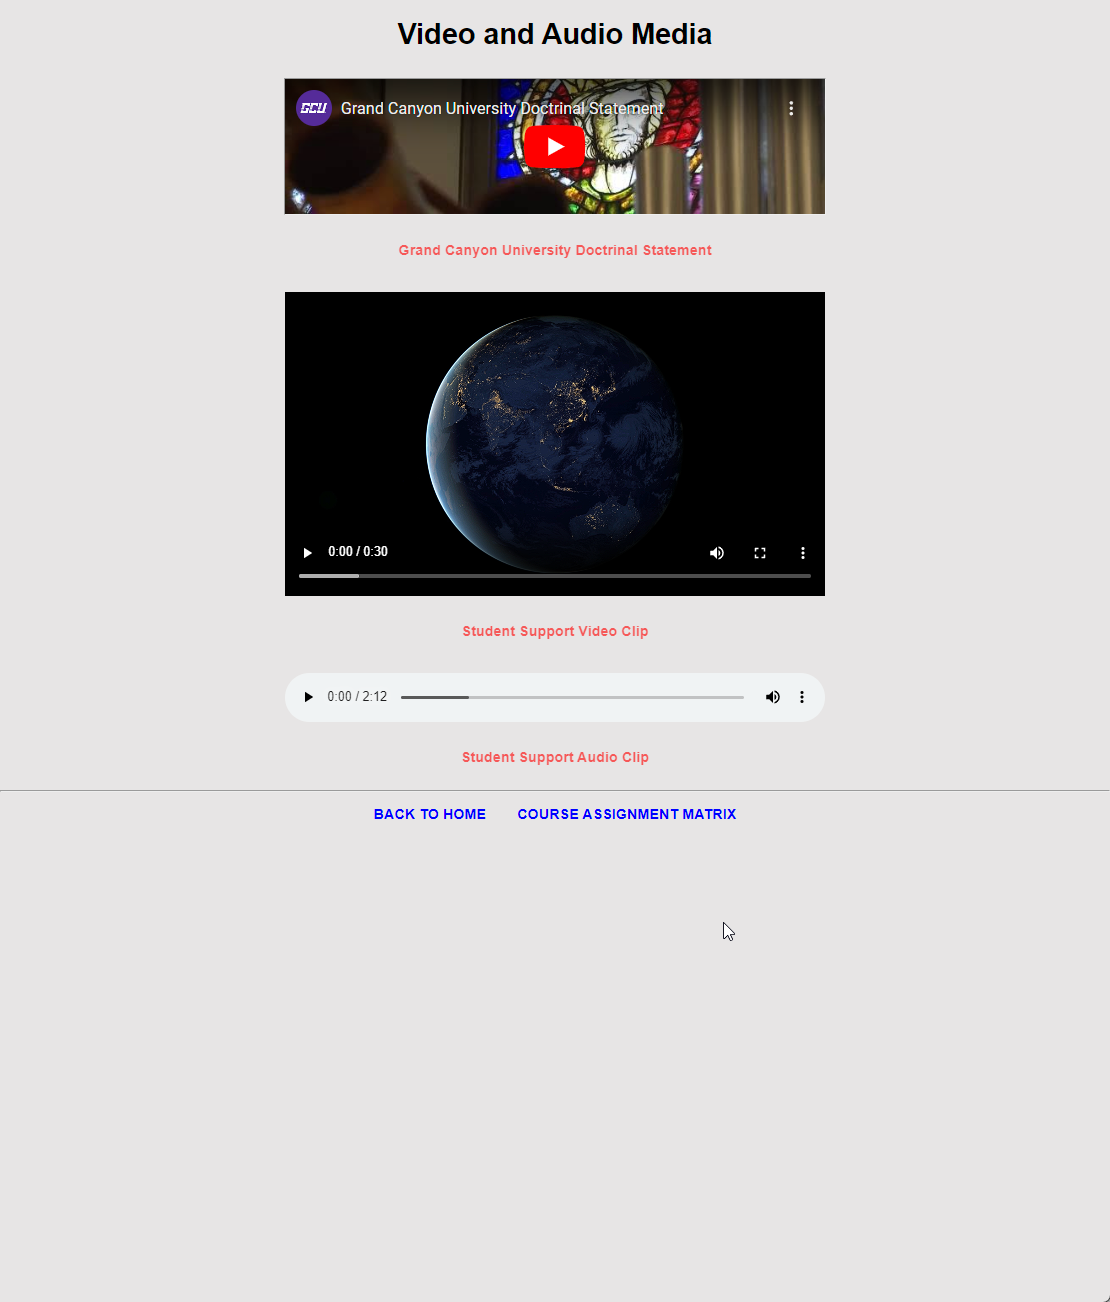 Video and Audio Media
GCU
Grand Canyon University Doctrinal Statement
Grand Canyon University Doctrinal Statement
0:00 / 0:30
Student Support Video Clip
0:00 / 2:12
Student Support Audio Clip
BACK TO HOME
COURSE ASSIGNMENT MATRIX